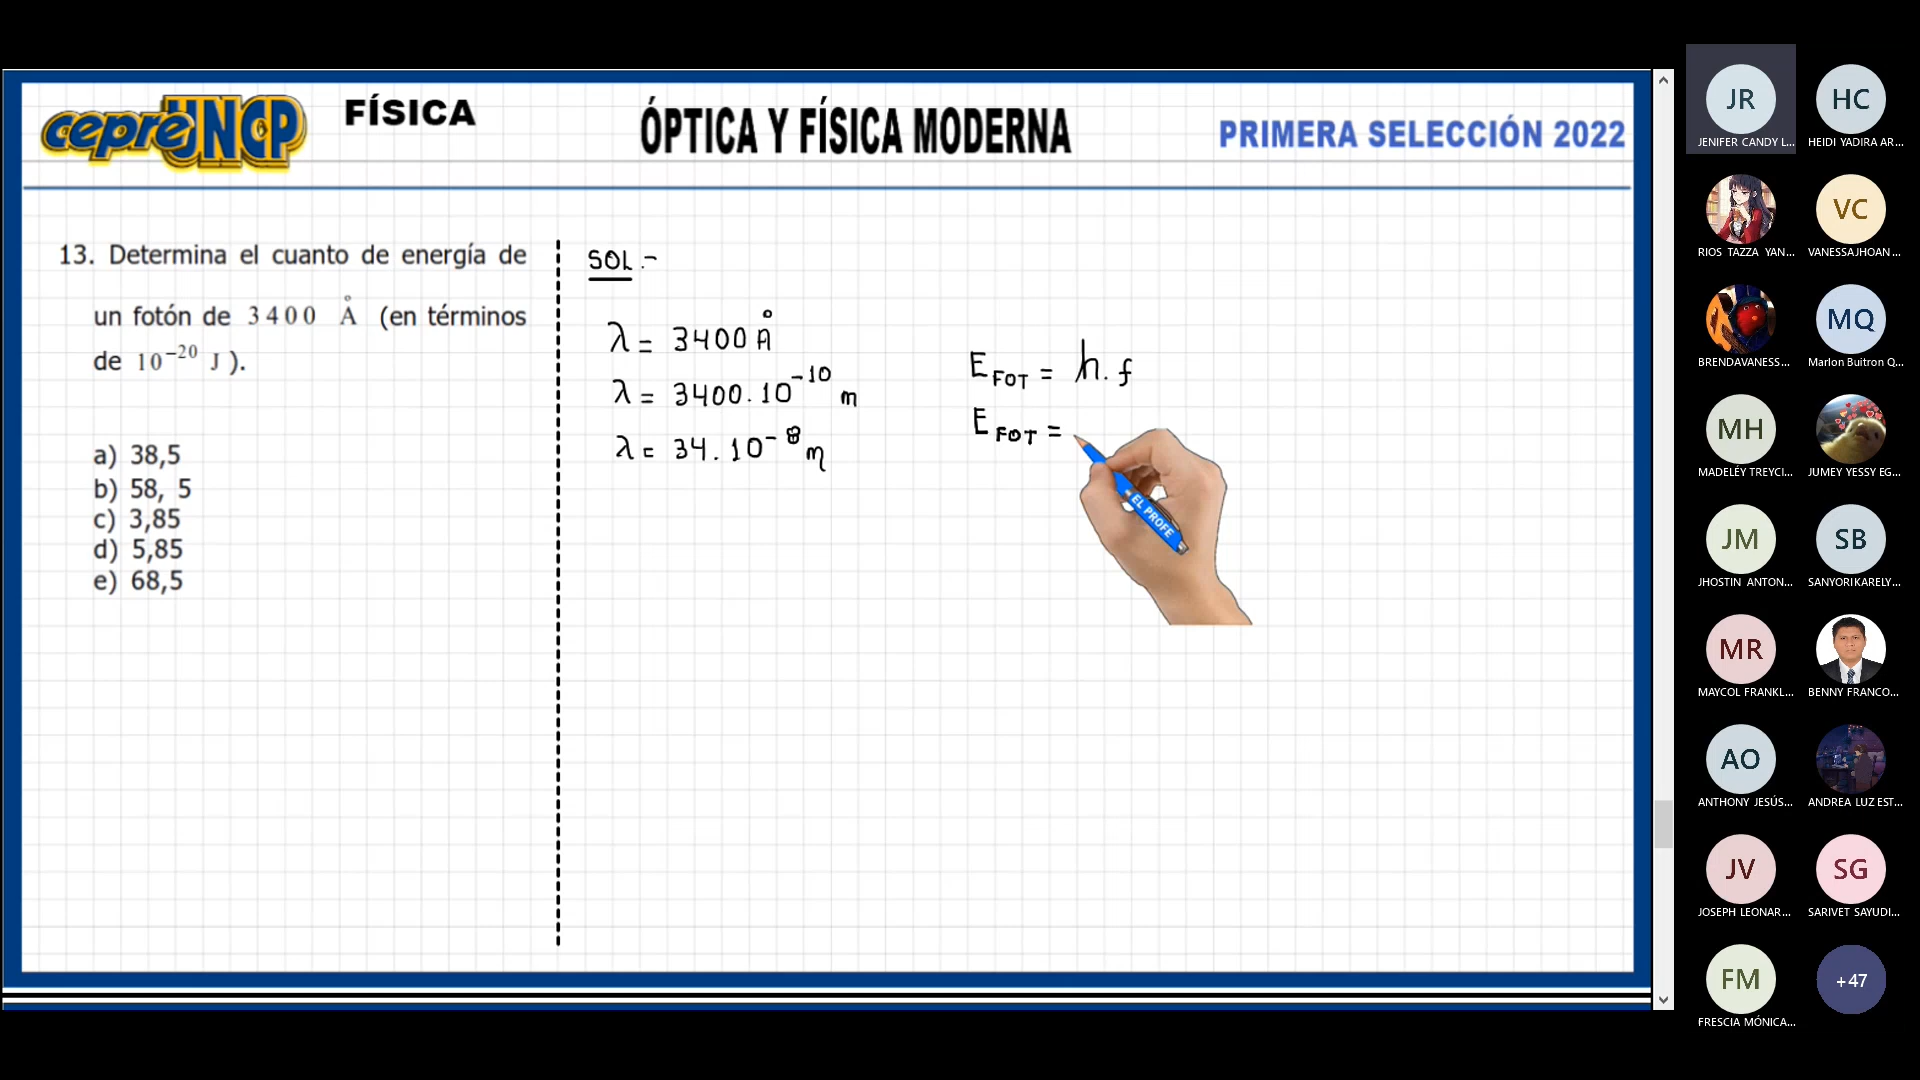 cepreUNCP
FÍSICA
ÓPTICA Y FÍSICA MODERNA
PRIMERA SELECCIÓN 2022
13. Determina el cuanto de energía de
un fotón de 3400 Å (en términos
de 10⁻²⁰ J ).
a) 38,5
b) 58, 5
c) 3,85
d) 5,85
e) 68,5
SOL.-
λ = 3400 Å
λ = 3400.10⁻¹⁰ m
λ = 34.10⁻⁸ m
E FOT = h.f
E FOT =
EL PROFE
JR
JENIFER CANDY L...
HC
HEIDI YADIRA AR...
RIOS TAZZA YAN...
VC
VANESSAJHOAN...
BRENDAVANESS...
MQ
Marlon Buitron Q...
MH
MADELÉY TREYCI...
JUMEY YESSY EG...
JM
JHOSTIN ANTON...
SB
SANYORIKARELY...
MR
MAYCOL FRANKL...
BENNY FRANCO...
AO
ANTHONY JESÚS...
ANDREA LUZ EST...
JV
JOSEPH LEONAR...
SG
SARIVET SAYUDI...
FM
FRESCIA MÓNICA...
+47